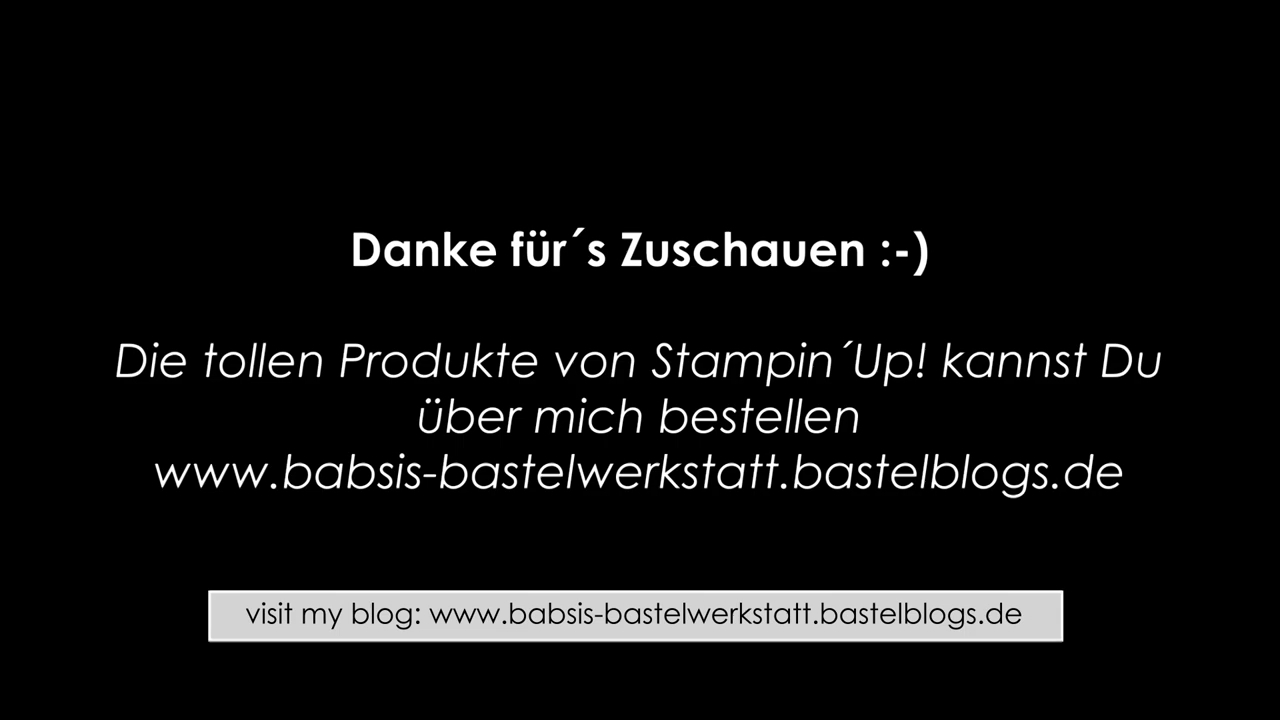 Danke für´s Zuschauen :-)
Die tollen Produkte von Stampin´Up! kannst Du
über mich bestellen
www.babsis-bastelwerkstatt.bastelblogs.de
visit my blog: www.babsis-bastelwerkstatt.bastelblogs.de